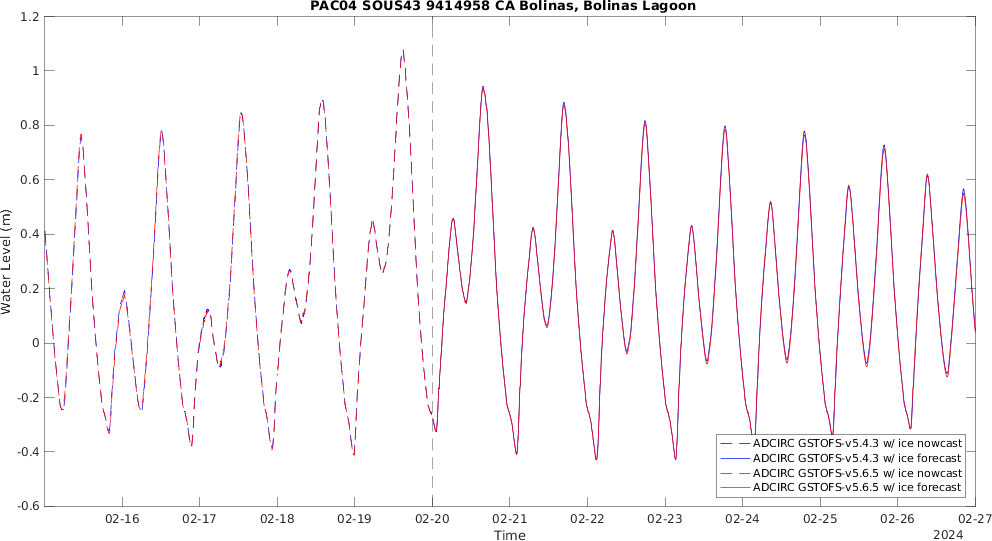 PAC04 SOUS43 9414958 CA Bolinas, Bolinas Lagoon
Water Level (m)
1.2
1
0.8
0.6
0.4
0.2
0
-0.2
-0.4
-0.6
ADCIRC GSTOFS-v5.4.3 w/ ice nowcast
ADCIRC GSTOFS-v5.4.3 w/ ice forecast
ADCIRC GSTOFS-v5.6.5 w/ ice nowcast
ADCIRC GSTOFS-v5.6.5 w/ ice forecast
02-16 02-17 02-18 02-19 02-20 02-21 02-22 02-23 02-24 02-25 02-26 02-27
Time
2024